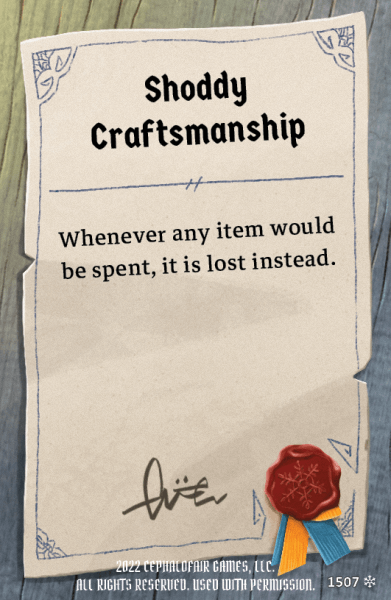 Shoddy
Craftsmanship
Whenever any item would
be spent, it is lost instead.
2022 Cephalofair Games, LLC.
All rights reserved. Used with permission.
1507